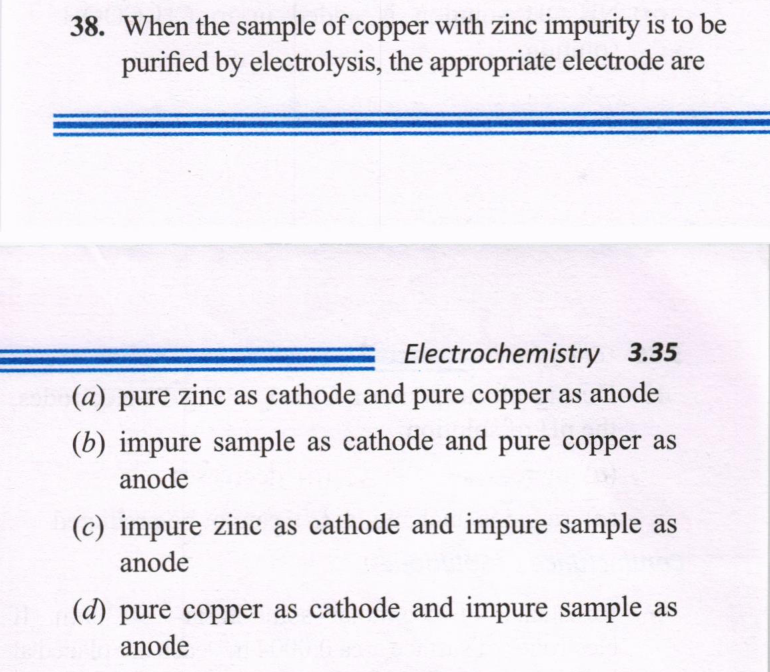 38. When the sample of copper with zinc impurity is to be
purified by electrolysis, the appropriate electrode are
Electrochemistry 3.35
(a) pure zinc as cathode and pure copper as anode
(b) impure sample as cathode and pure copper as
anode
(c) impure zinc as cathode and impure sample as
anode
(d) pure copper as cathode and impure sample as
anode